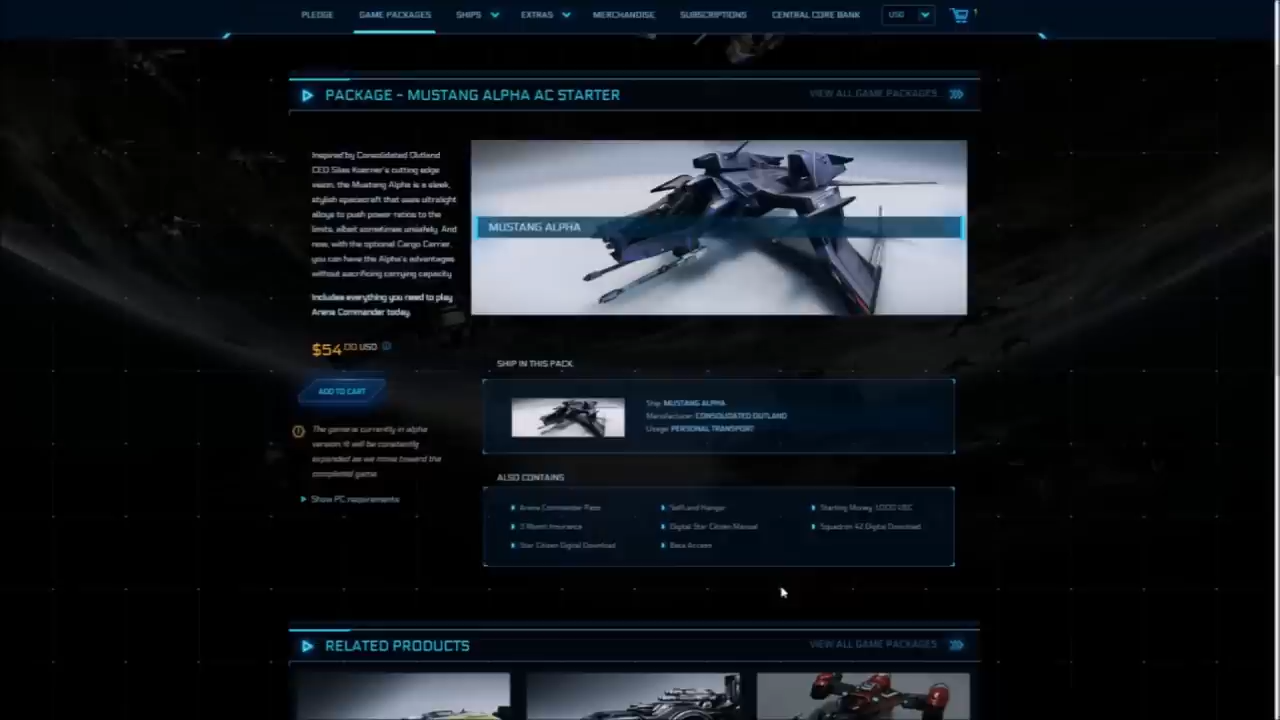 PLEDGE GAME PACKAGES SHIPS EXTRAS MERCHANDISE SUBSCRIPTIONS CENTRAL CORE BANK USD 1
PACKAGE - MUSTANG ALPHA AC STARTER VIEW ALL GAME PACKAGES
Inspired by Consolidated Outland
CEO Silas Koerner's cutting edge
vision, the Mustang Alpha is a sleek,
stylish spacecraft that uses ultralight
alloys to push power ratios to the
limits, albeit sometimes unsafely. And
now, with the optional Cargo Carrier,
you can have the Alpha's advantages
without sacrificing carrying capacity
Includes everything you need to play
Arena Commander today.
$54.00 USD
ADD TO CART
The game is currently in alpha
version: it will be constantly
expanded as we move toward the
completed game.
Show PC requirements
MUSTANG ALPHA
SHIP IN THIS PACK
Ship: MUSTANG ALPHA
Manufacturer: CONSOLIDATED OUTLAND
Usage: PERSONAL TRANSPORT
ALSO CONTAINS
Arena Commander Pass Selfland Hangar Starting Money: 1,000 UEC
3 Month Insurance Digital Star Citizen Manual Squadron 42 Digital Download
Star Citizen Digital Download Beta Access
RELATED PRODUCTS VIEW ALL GAME PACKAGES